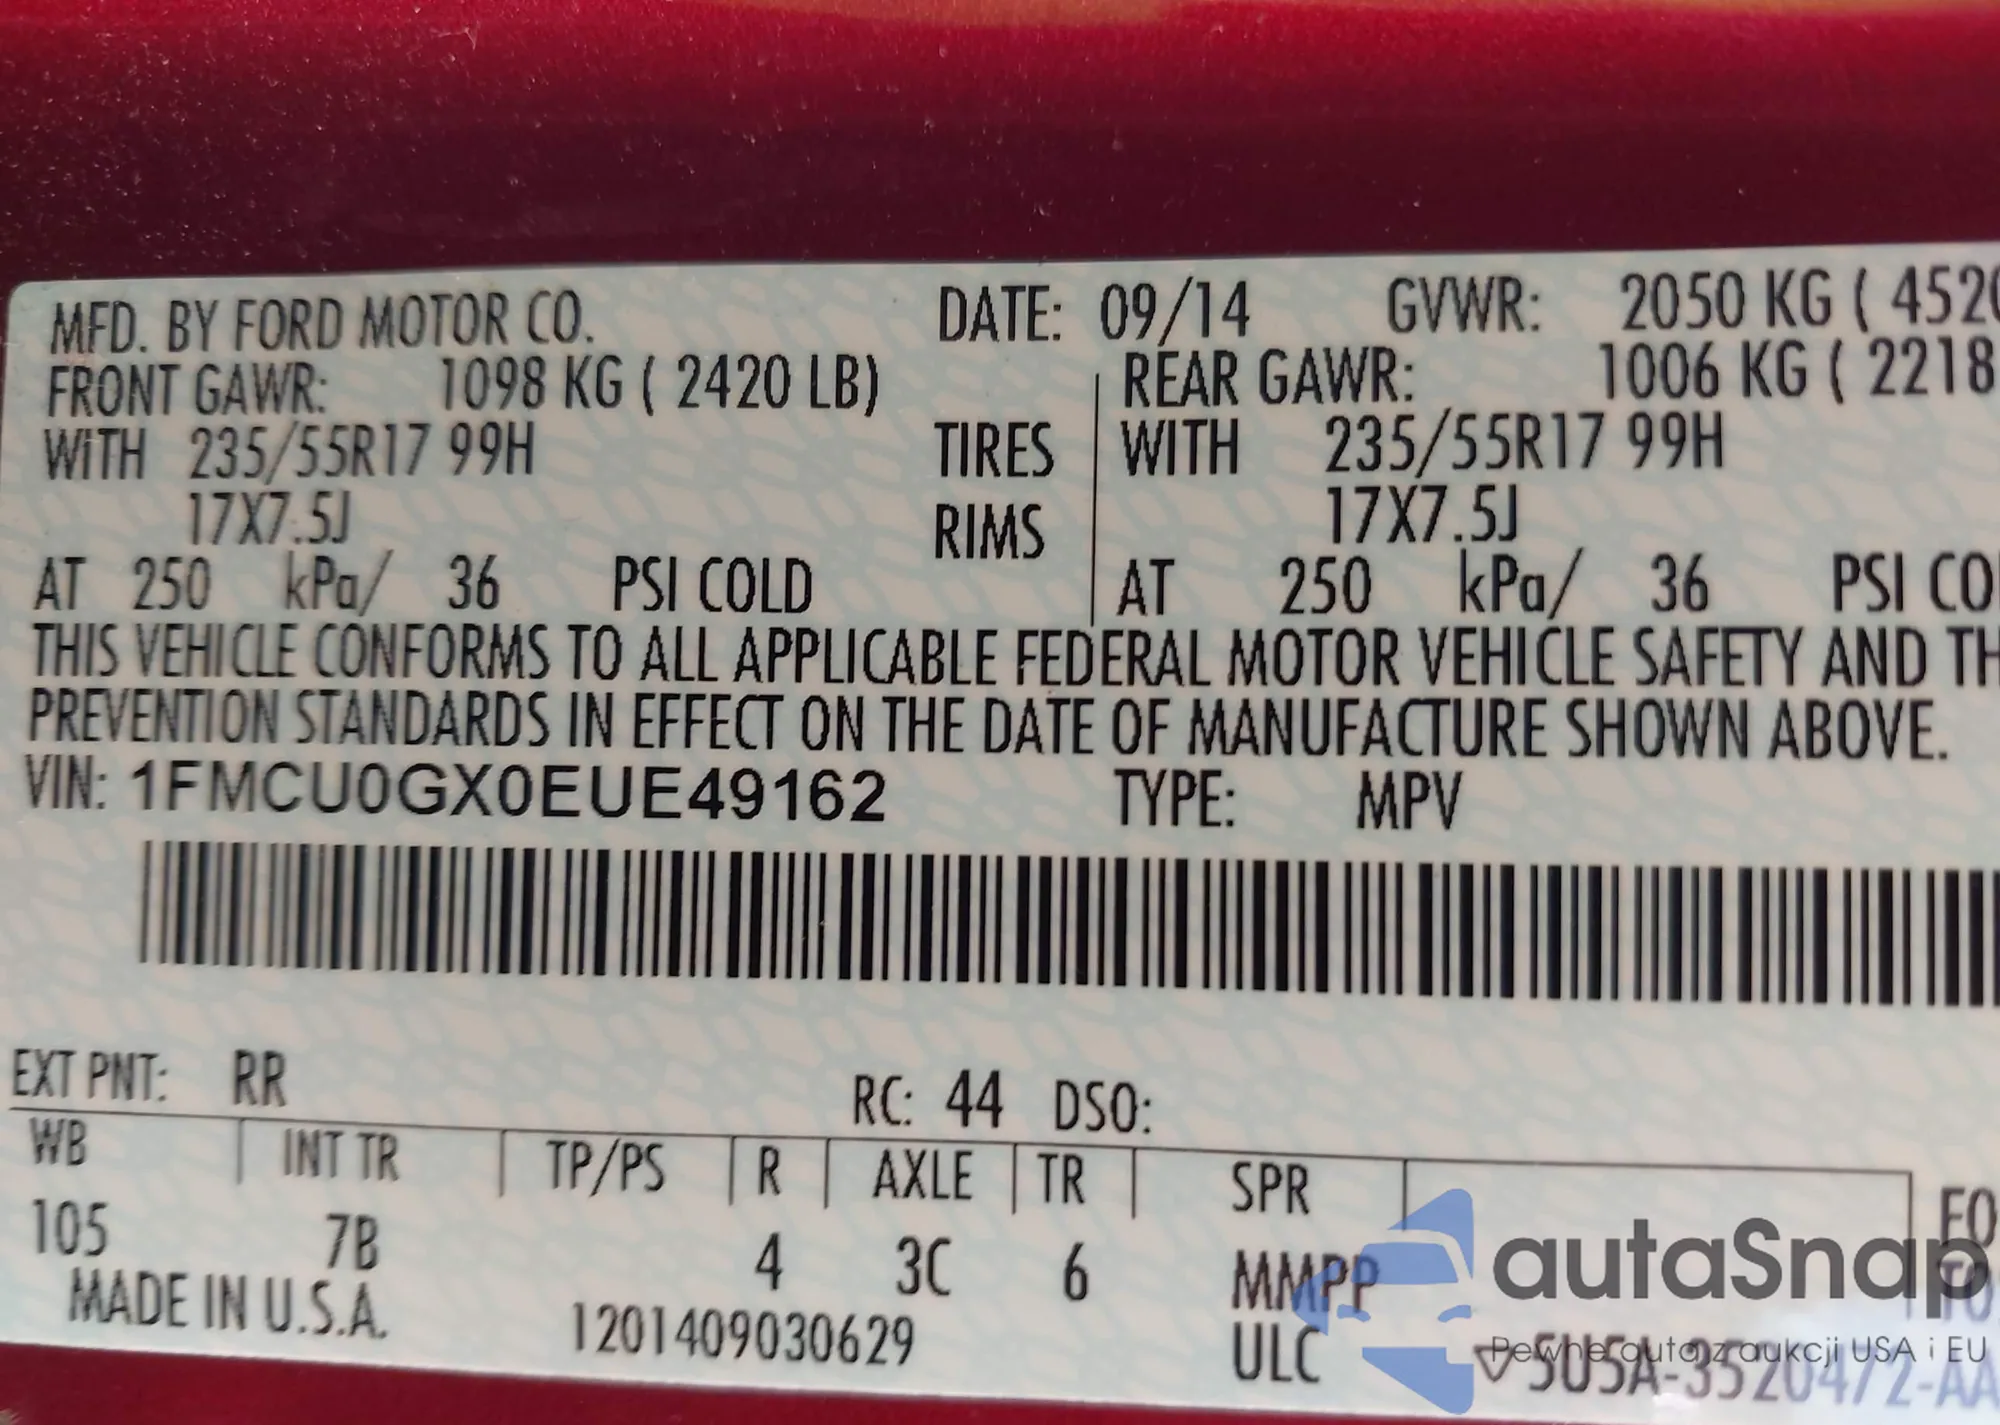 MFD. BY FORD MOTOR CO. DATE: 09/14 GVWR: 2050 KG ( 4520
FRONT GAWR: 1098 KG ( 2420 LB) REAR GAWR: 1006 KG ( 2218
WITH 235/55R17 99H TIRES WITH 235/55R17 99H
17X7.5J RIMS 17X7.5J
AT 250 kPa/ 36 PSI COLD AT 250 kPa/ 36 PSI CO
THIS VEHICLE CONFORMS TO ALL APPLICABLE FEDERAL MOTOR VEHICLE SAFETY AND TH
PREVENTION STANDARDS IN EFFECT ON THE DATE OF MANUFACTURE SHOWN ABOVE.
VIN: 1FMCU0GX0EUE49162 TYPE: MPV
EXT PNT: RR RC: 44 DSO:
WB INT TR TP/PS R AXLE TR SPR
105 7B 4 3C 6 MMPP
MADE IN U.S.A. 1201409030629 ULC
autaSnap
Pewne auta z aukcji USA i EU